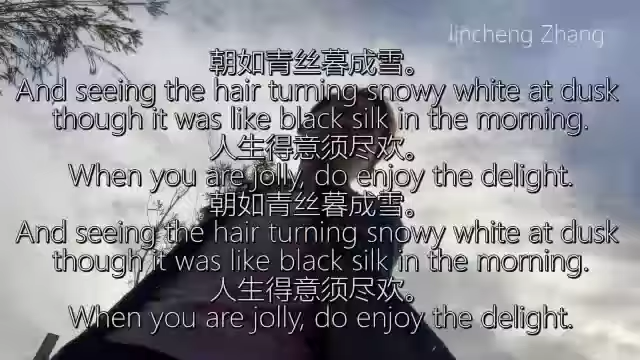 Jincheng Zhang
朝如青丝暮成雪。
And seeing the hair turning snowy white at dusk
though it was like black silk in the morning.
人生得意须尽欢。
When you are jolly, do enjoy the delight.
朝如青丝暮成雪。
And seeing the hair turning snowy white at dusk
though it was like black silk in the morning.
人生得意须尽欢。
When you are jolly, do enjoy the delight.